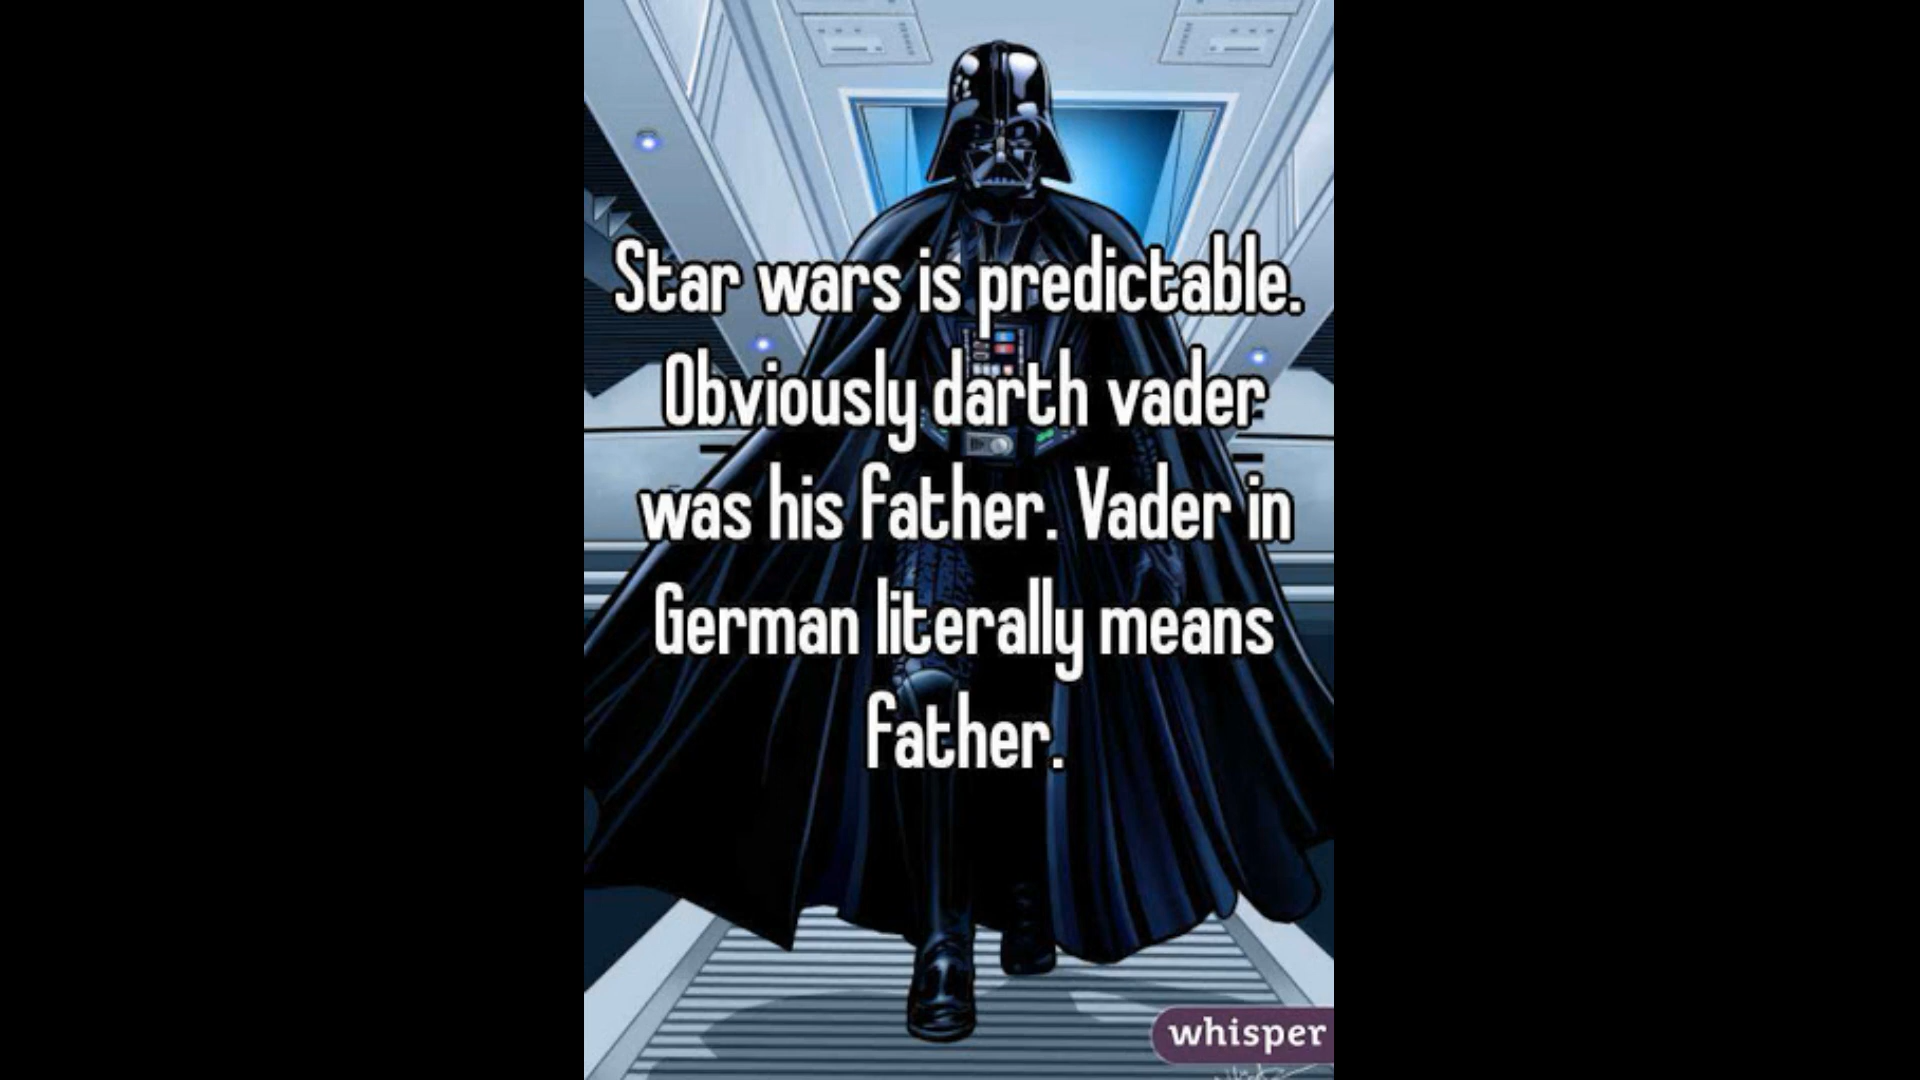 Star wars is predictable.
Obviously darth vader
was his father. Vader in
German literally means
father.
whisper